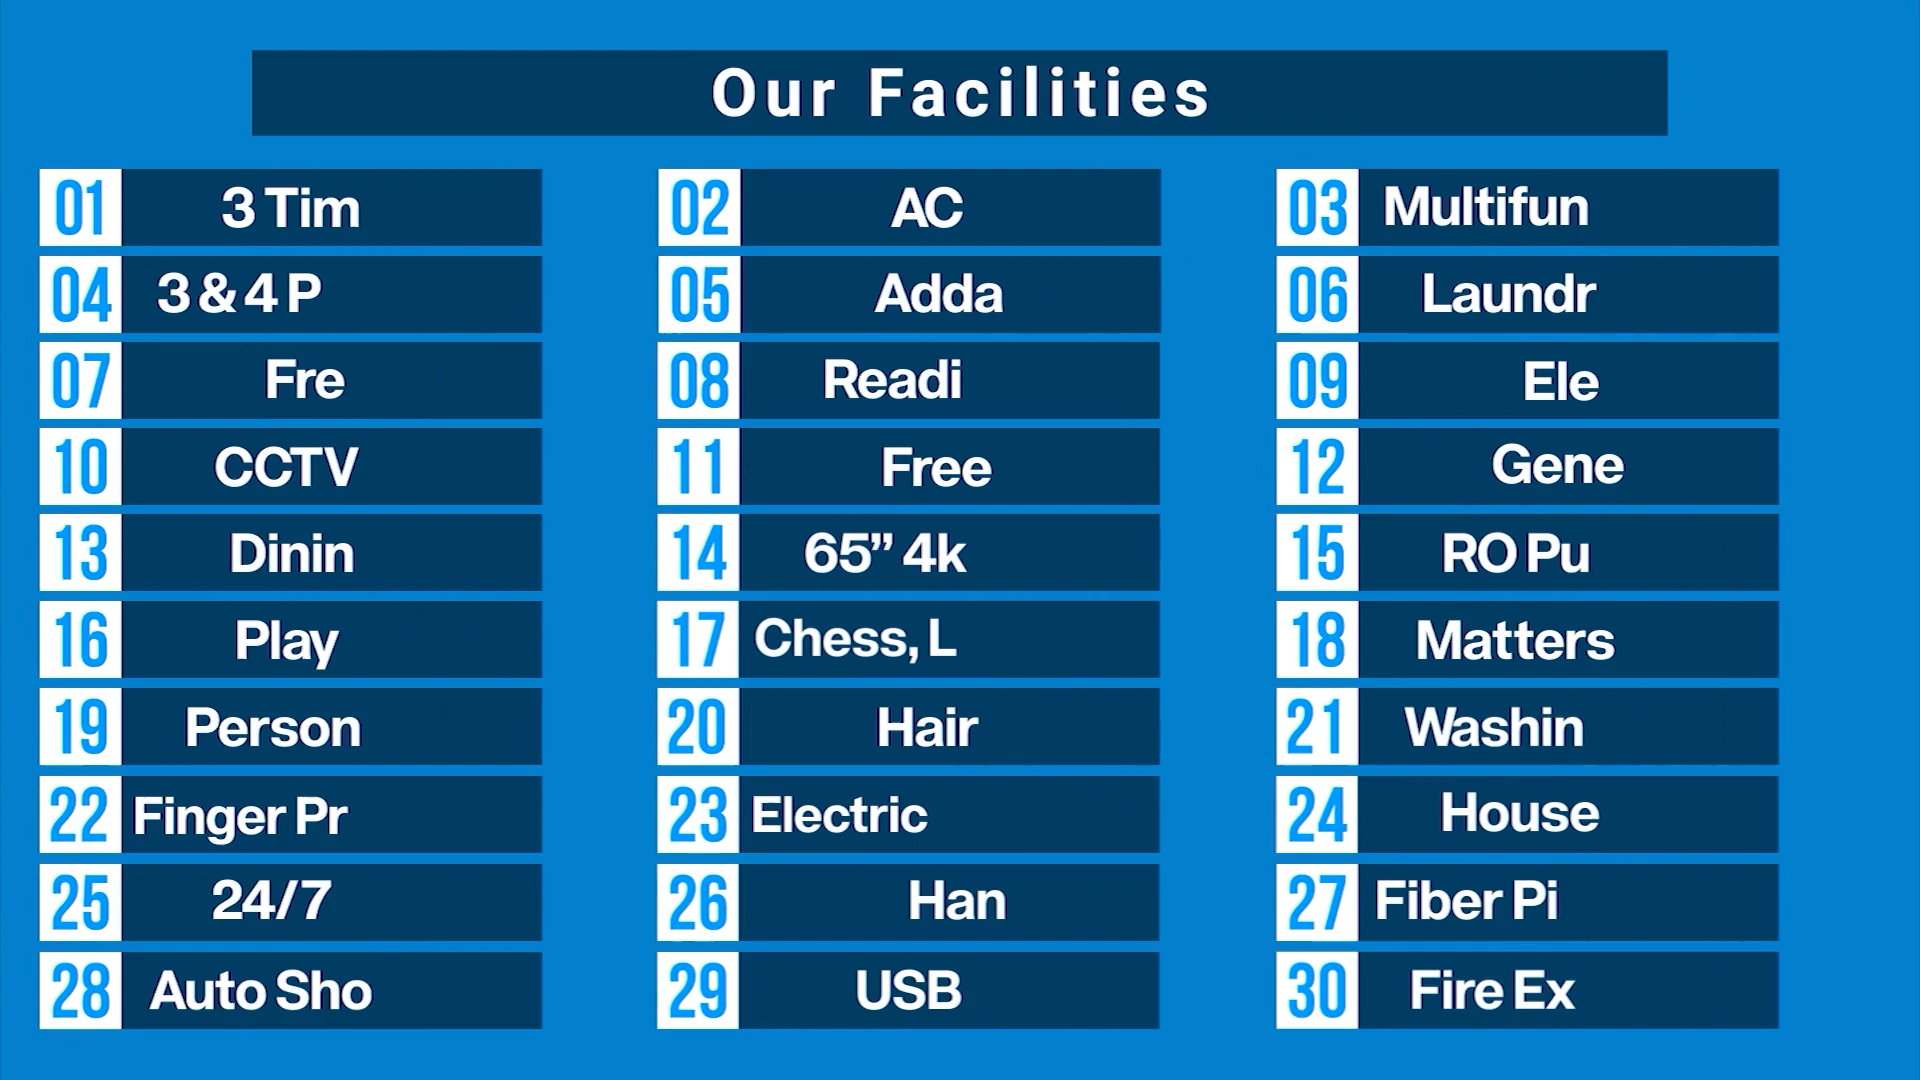 Our Facilities
01 3 Tim
02 AC
03 Multifun
04 3 & 4 P
05 Adda
06 Laundr
07 Fre
08 Readi
09 Ele
10 CCTV
11 Free
12 Gene
13 Dinin
14 65” 4k
15 RO Pu
16 Play
17 Chess, L
18 Matters
19 Person
20 Hair
21 Washin
22 Finger Pr
23 Electric
24 House
25 24/7
26 Han
27 Fiber Pi
28 Auto Sho
29 USB
30 Fire Ex